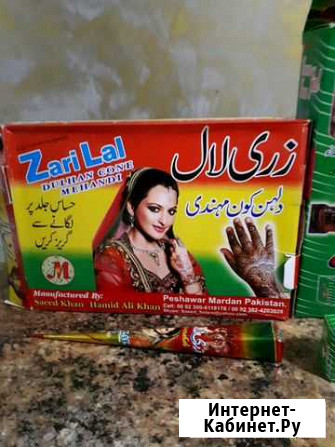 Zari Lal
DULHAN CONE
MEHANDI
زری لال
دلہن کون مہندی
حساس جلد پر
لگانے سے
گریز کریں
M
Manufactured By:
Saeed Khan Hamid Ali Khan
Peshawar Mardan Pakistan.
Интернет-
Кабинет.Ру